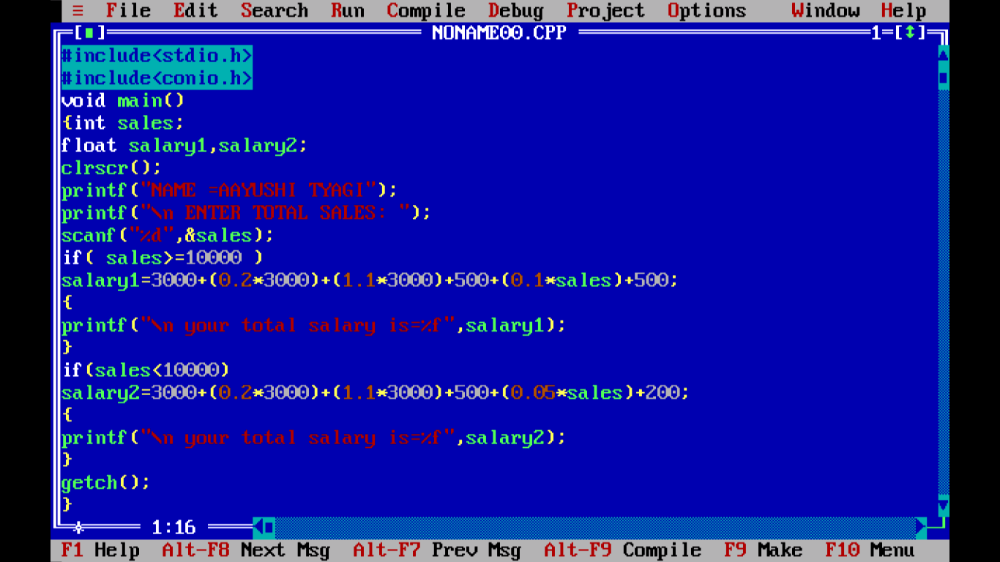 ≡ File Edit Search Run Compile Debug Project Options Window Help
[■] NONAME00.CPP 1=[↕]
#include<stdio.h>
#include<conio.h>
void main()
{int sales;
float salary1,salary2;
clrscr();
printf("NAME =AAYUSHI TYAGI");
printf("\n ENTER TOTAL SALES: ");
scanf("%d",&sales);
if( sales>=10000 )
salary1=3000+(0.2*3000)+(1.1*3000)+500+(0.1*sales)+500;
{
printf("\n your total salary is=%f",salary1);
}
if(sales<10000)
salary2=3000+(0.2*3000)+(1.1*3000)+500+(0.05*sales)+200;
{
printf("\n your total salary is=%f",salary2);
}
getch();
}
1:16
F1 Help Alt-F8 Next Msg Alt-F7 Prev Msg Alt-F9 Compile F9 Make F10 Menu